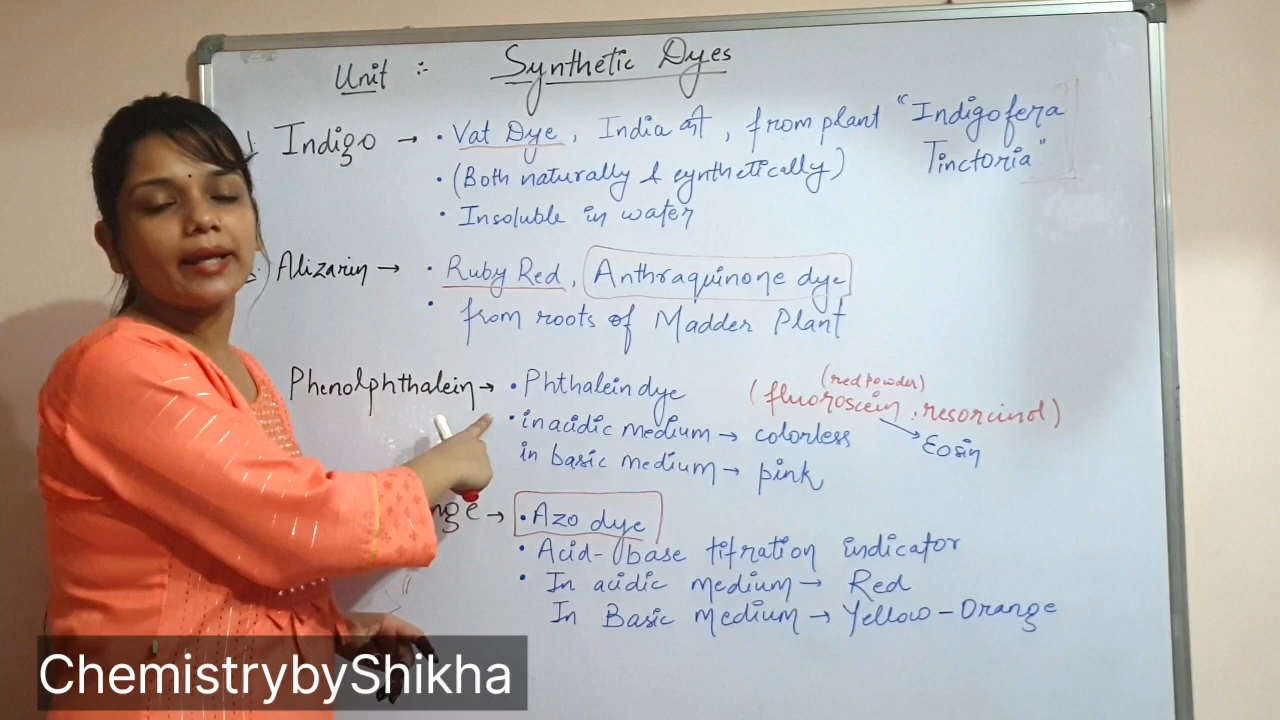 Unit :- Synthetic Dyes
Indigo → • Vat Dye, India की, from plant "Indigofera
Tinctoria"
• (Both naturally & synthetically)
• Insoluble in water
Alizarin → • Ruby Red, Anthraquinone dye
• from roots of Madder Plant
Phenolphthalein → • Phthalein dye
(red powder)
(fluoroscein, resorcinol)
Eosin
• in acidic medium → colorless
in basic medium → pink
nge → • Azo dye
• Acid-base titration indicator
• In acidic medium → Red
In Basic medium → Yellow-Orange
ChemistrybyShikha